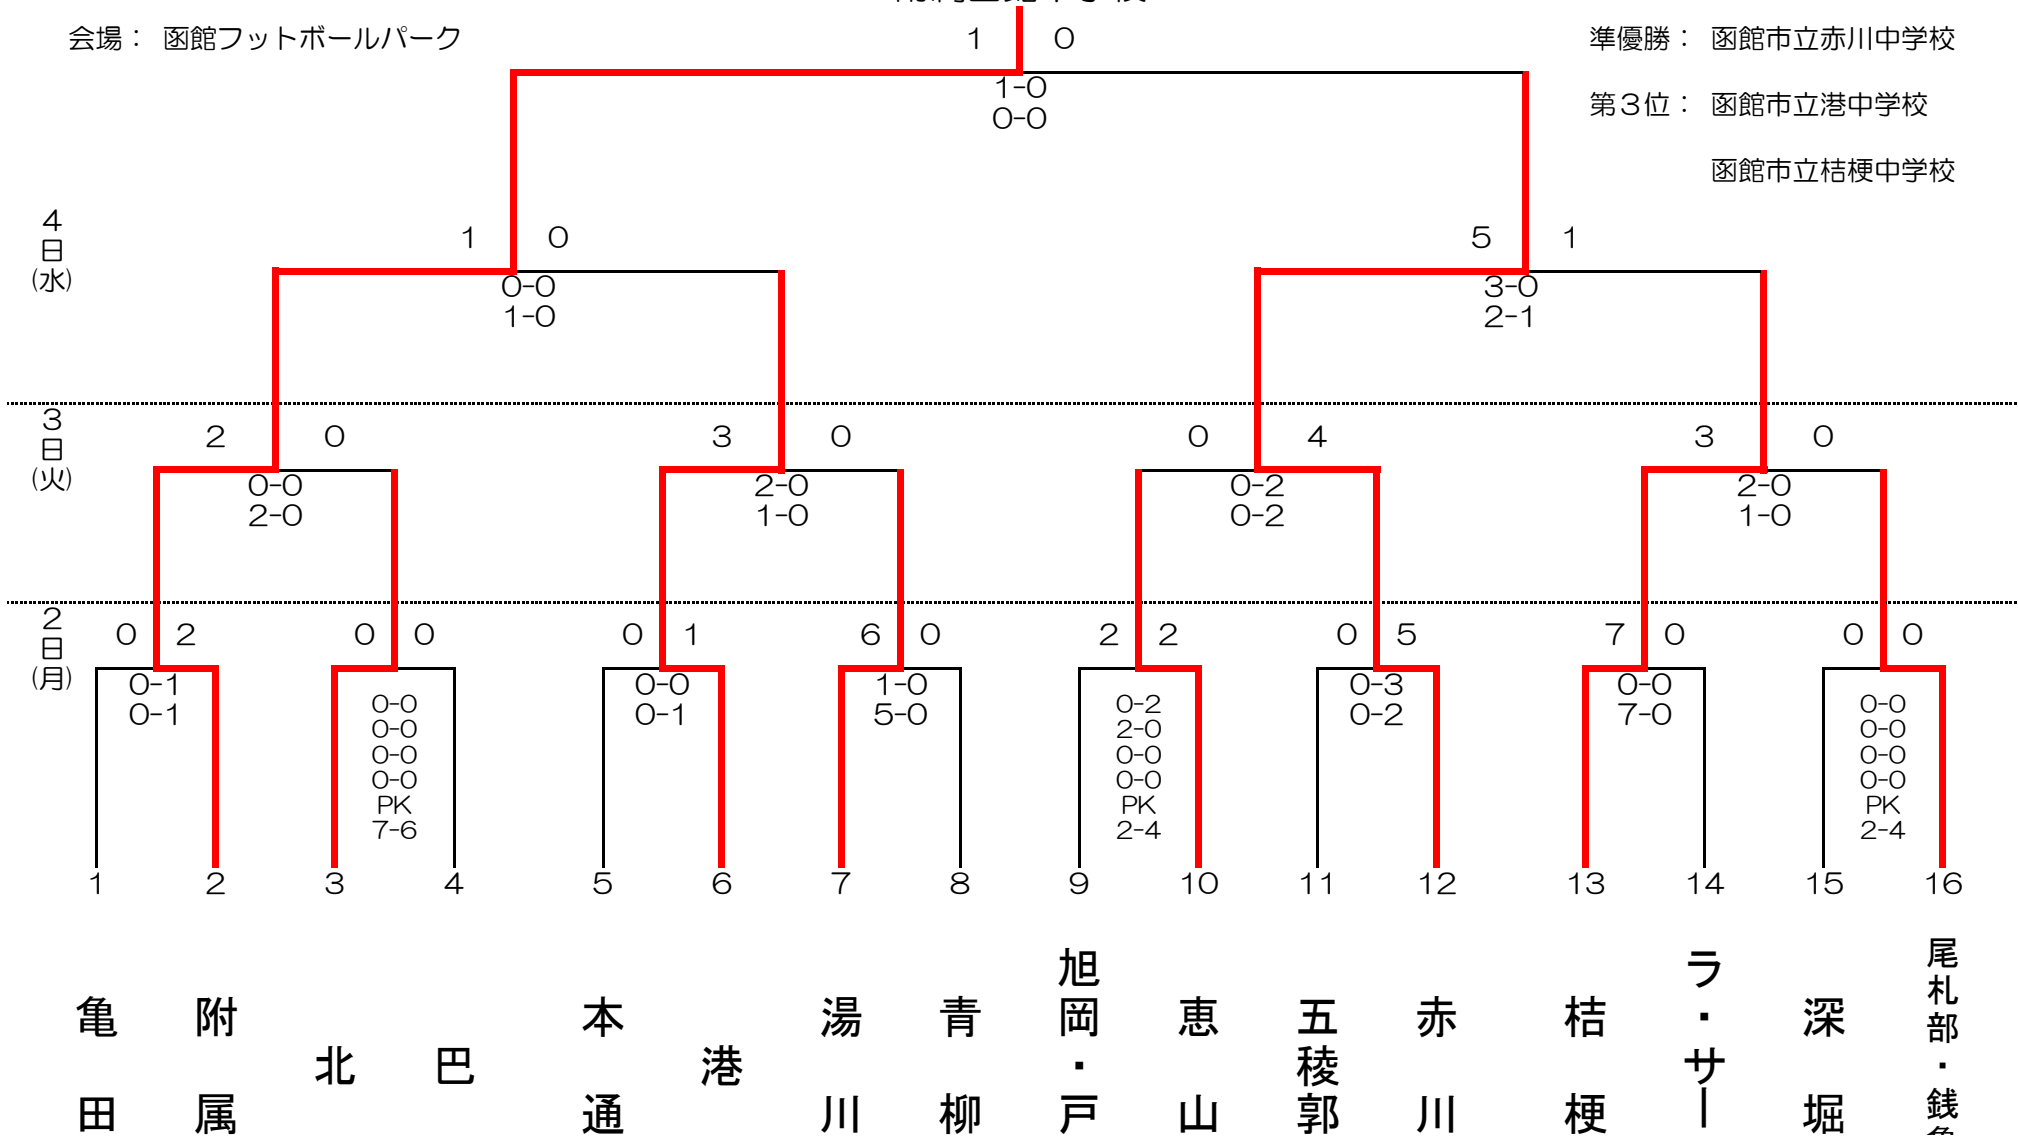 会場： 函館フットボールパーク
1 0
1-0
0-0
準優勝： 函館市立赤川中学校
第３位： 函館市立港中学校
函館市立桔梗中学校
４日(水)
1 0
0-0
1-0
5 1
3-0
2-1
３日(火)
2 0
0-0
2-0
3 0
2-0
1-0
0 4
0-2
0-2
3 0
2-0
1-0
２日(月)
0 2
0-1
0-1
0 0
0-0
0-0
0-0
0-0
PK
7-6
0 1
0-0
0-1
6 0
1-0
5-0
2 2
0-2
2-0
0-0
0-0
PK
2-4
0 5
0-3
0-2
7 0
0-0
7-0
0 0
0-0
0-0
0-0
0-0
PK
2-4
1 2 3 4 5 6 7 8 9 10 11 12 13 14 15 16
亀田
附属
北
巴
本通
港
湯川
青柳
旭岡・戸
恵山
五稜郭
赤川
桔梗
ラ・サー
深堀
尾札部・銭